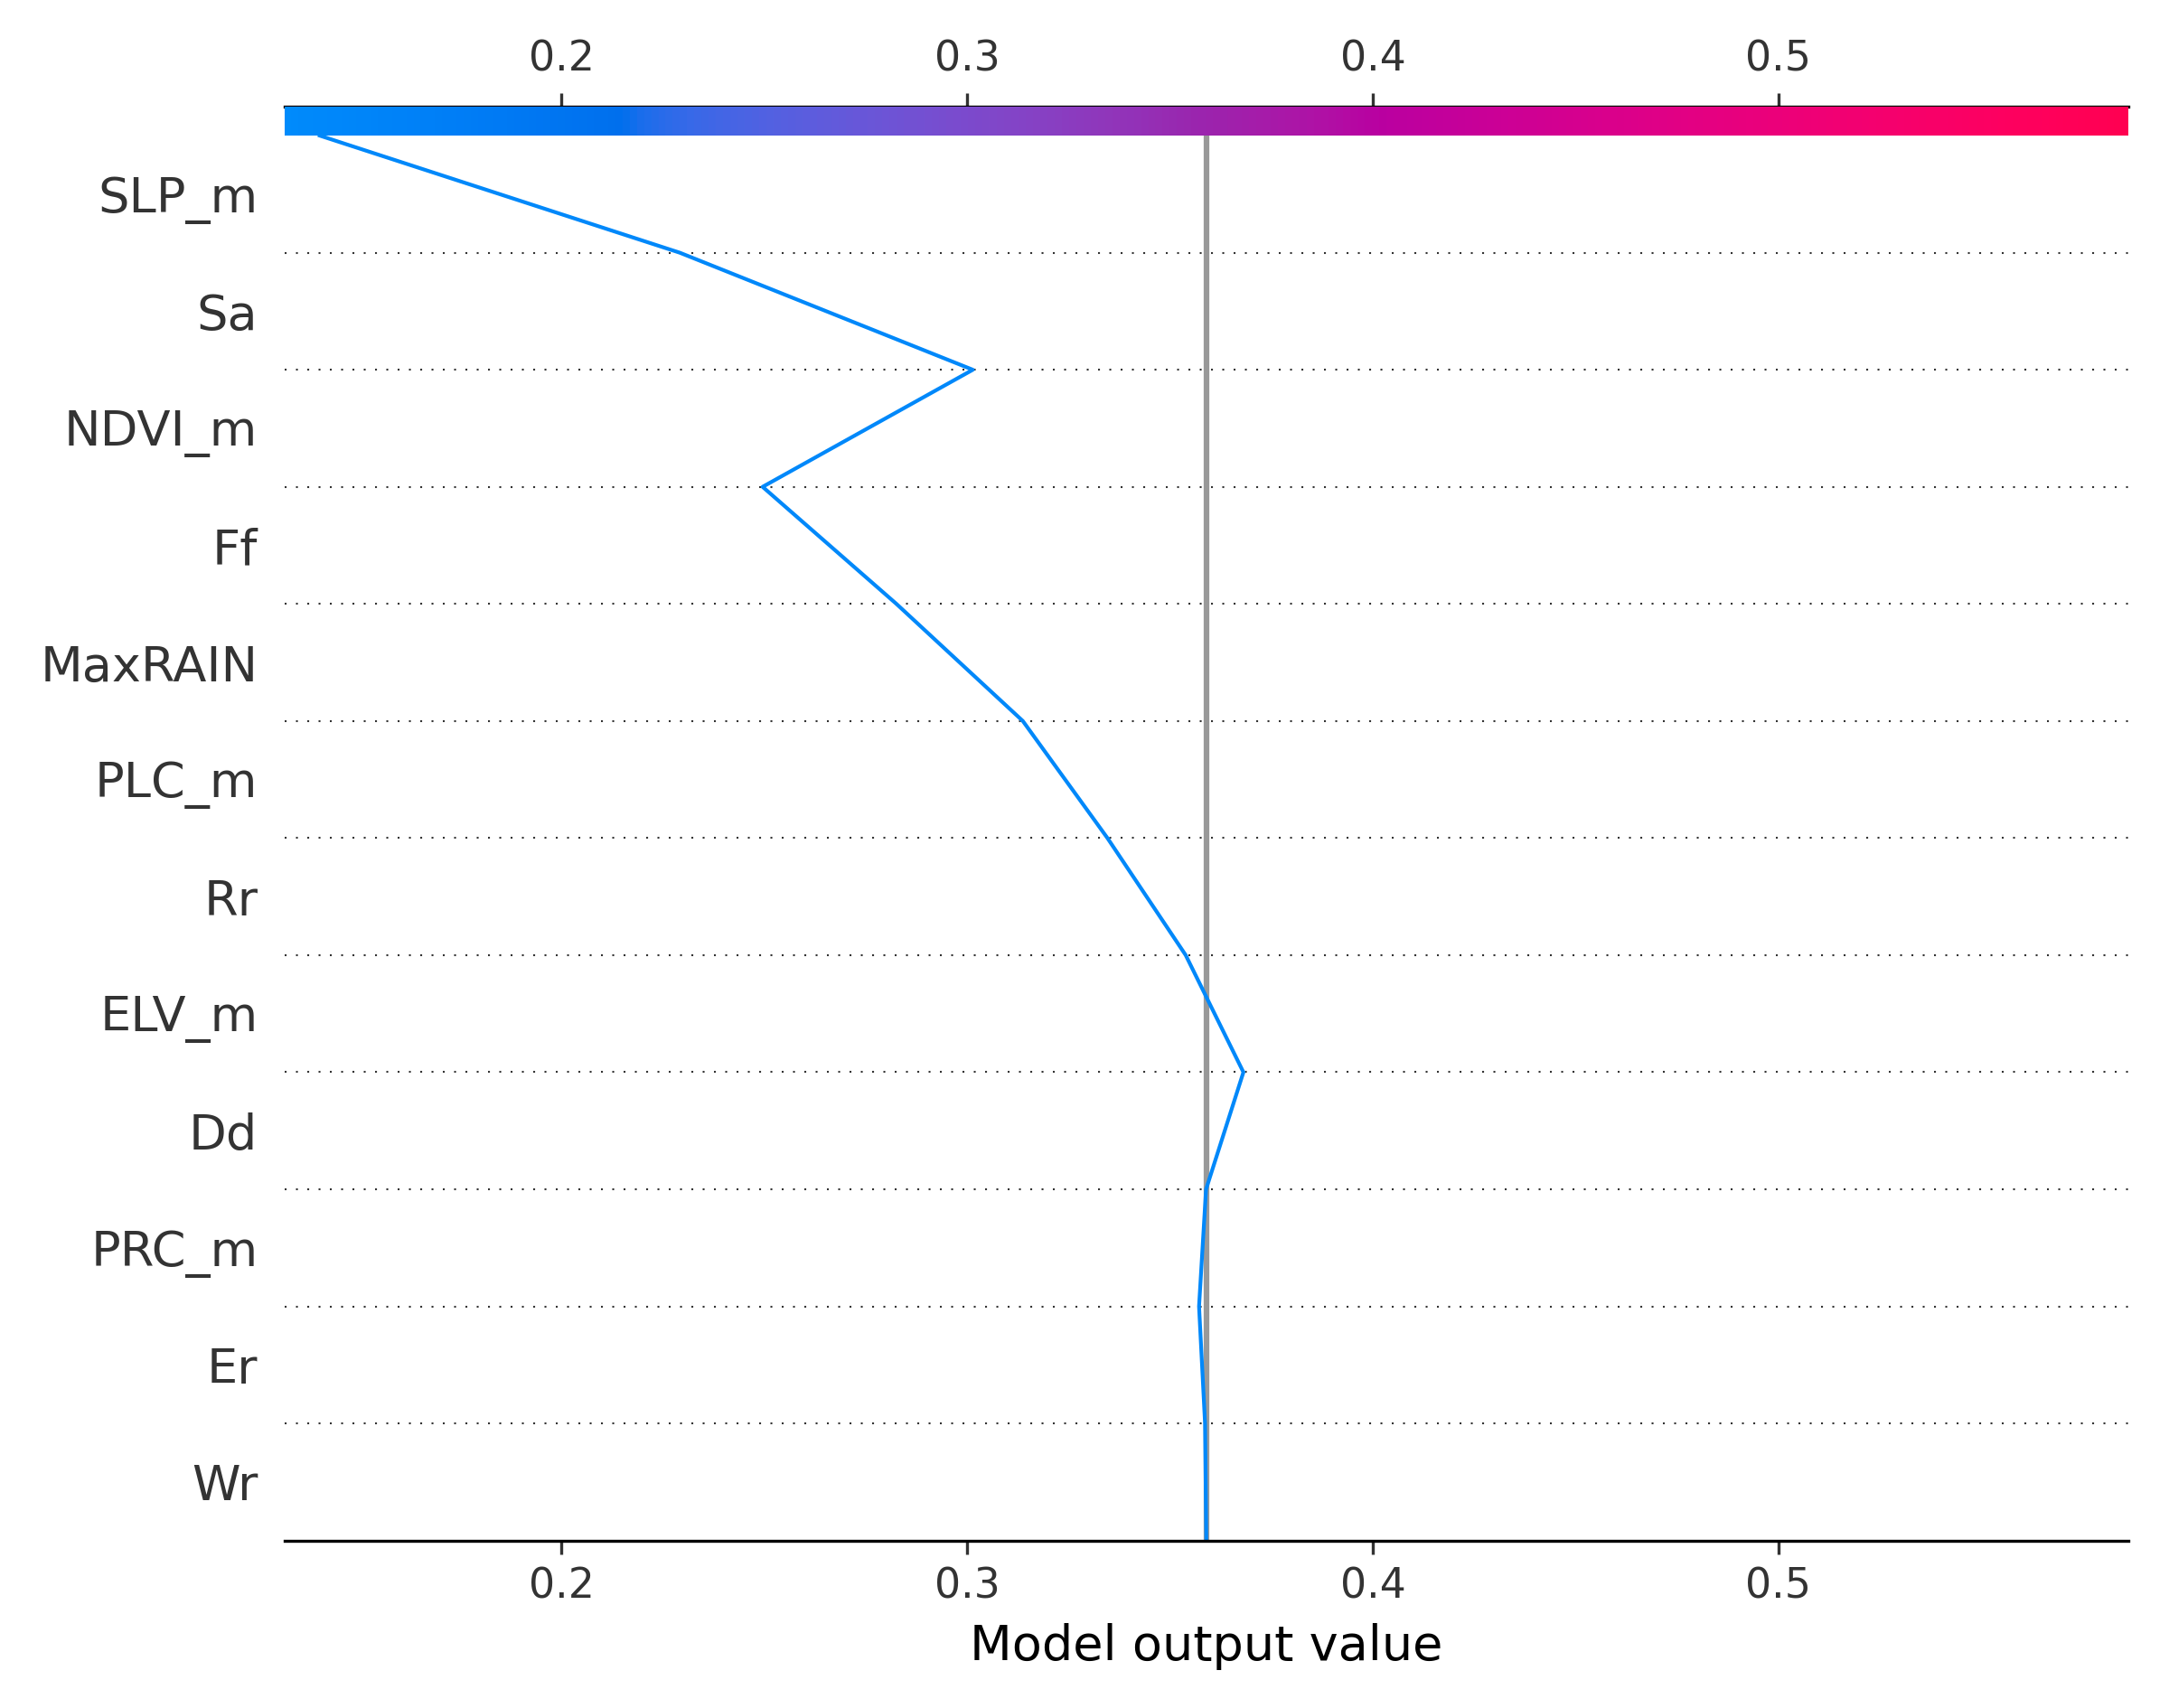 0.2 0.3 0.4 0.5
SLP_m
Sa
NDVI_m
Ff
MaxRAIN
PLC_m
Rr
ELV_m
Dd
PRC_m
Er
Wr
0.2 0.3 0.4 0.5
Model output value